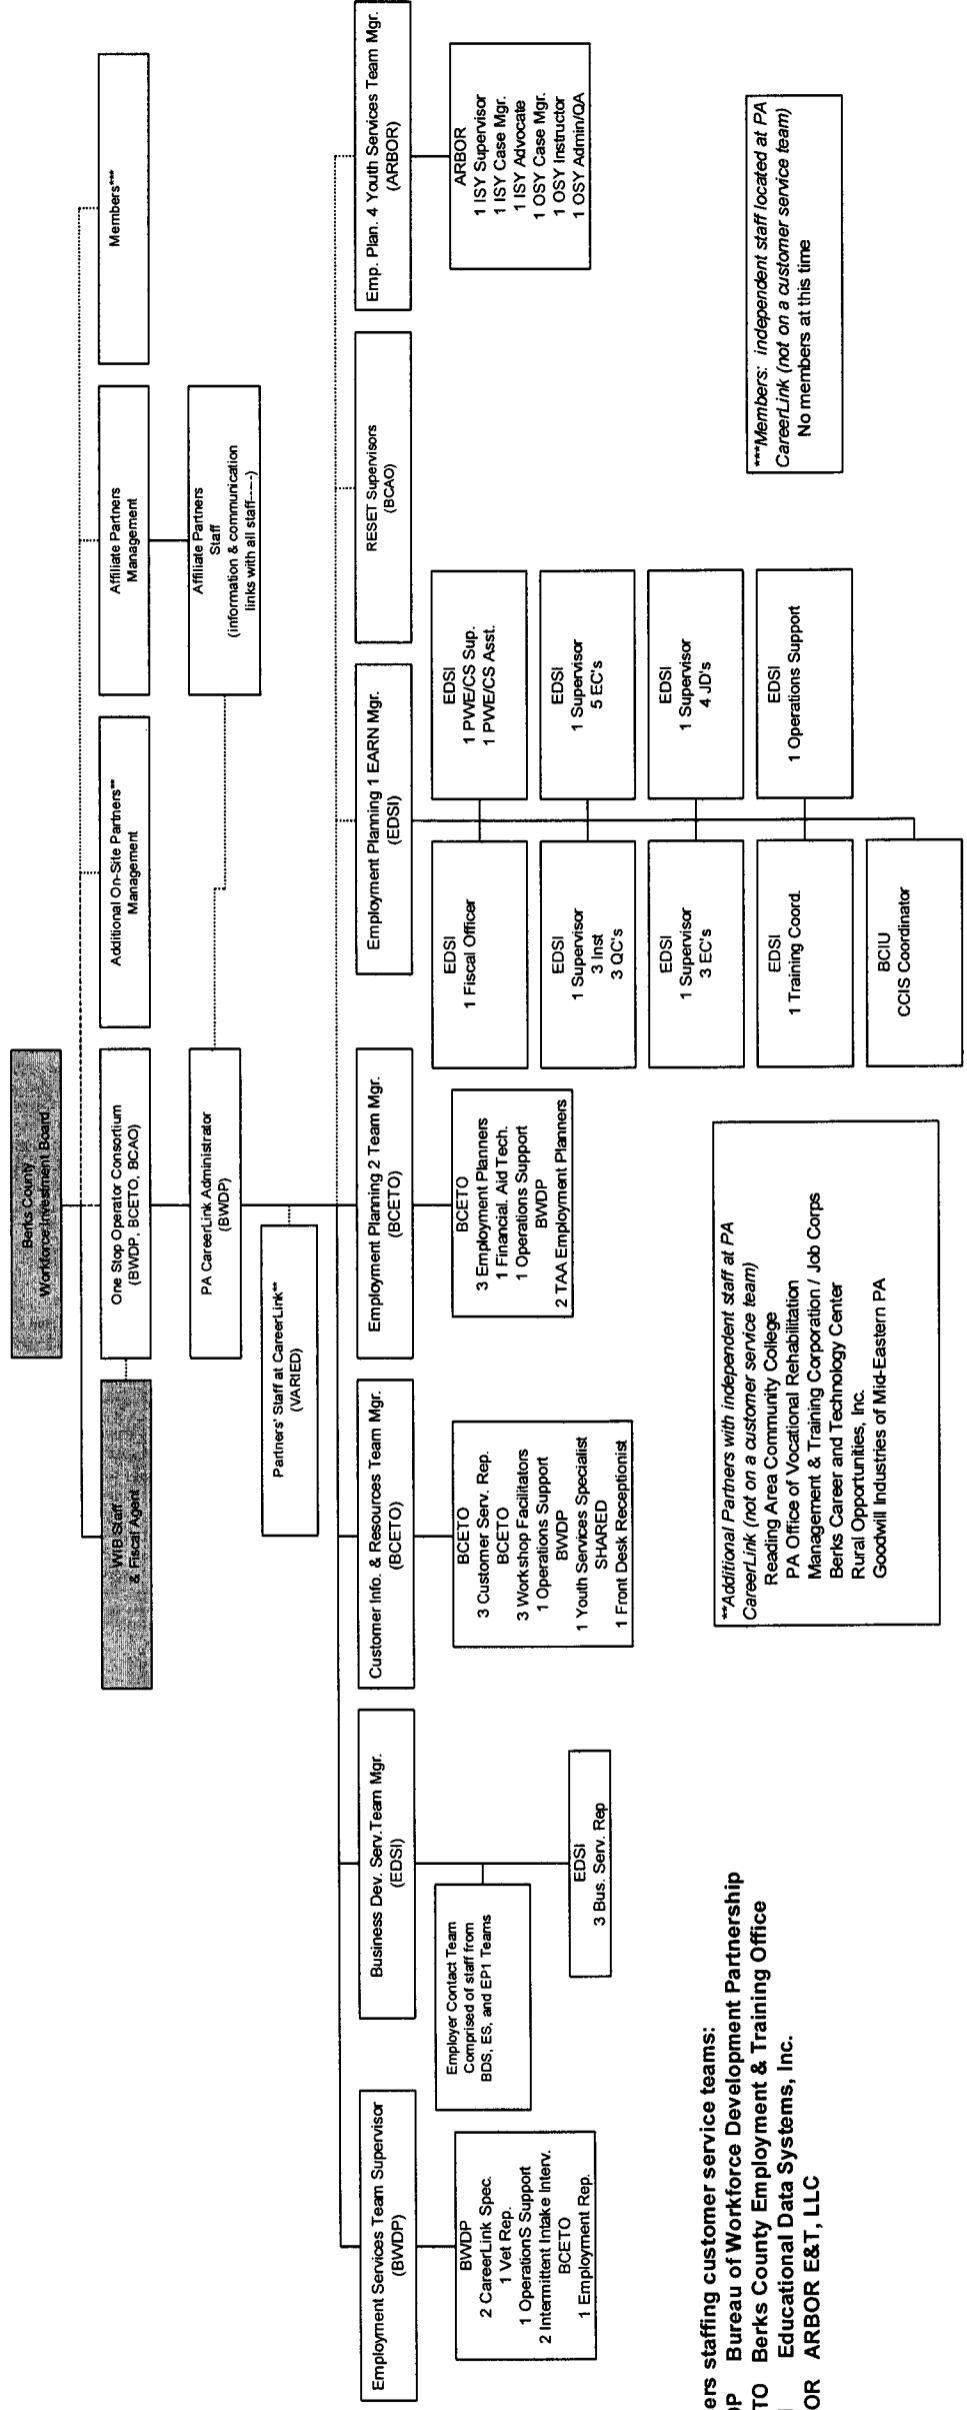 Berks County
Workforce Investment Board
WIB Staff
& Fiscal Agent
One Stop Operator Consortium
(BWDP, BCETO, BCAO)
Additional On-Site Partners**
Management
Affiliate Partners
Management
Members***
PA CareerLink Administrator
(BWDP)
Affiliate Partners
Staff
(information & communication
links with all staff----)
Partners' Staff at CareerLink**
(VARIED)
Employment Services Team Supervisor
(BWDP)
Business Dev. Serv.Team Mgr.
(EDSI)
Customer Info. & Resources Team Mgr.
(BCETO)
Employment Planning 2 Team Mgr.
(BCETO)
Employment Planning 1 EARN Mgr.
(EDSI)
RESET Supervisors
(BCAO)
Emp. Plan. 4 Youth Services Team Mgr.
(ARBOR)
BWDP
2 CareerLink Spec.
1 Vet Rep.
1 OperationS Support
2 Intermittent Intake Interv.
BCETO
1 Employment Rep.
Employer Contact Team
Comprised of staff from
BDS, ES, and EP1 Teams
EDSI
3 Bus. Serv. Rep
BCETO
3 Customer Serv. Rep.
BCETO
3 Workshop Facilitators
1 Operations Support
BWDP
1 Youth Services Specialist
SHARED
1 Front Desk Receptionist
BCETO
3 Employment Planners
1 Financial. Aid Tech.
1 Operations Support
BWDP
2 TAA Employment Planners
EDSI
1 Fiscal Officer
EDSI
1 PWE/CS Sup.
1 PWE/CS Asst.
EDSI
1 Supervisor
3 Inst
3 QC's
EDSI
1 Supervisor
5 EC's
EDSI
1 Supervisor
3 EC's
EDSI
1 Supervisor
4 JD's
EDSI
1 Training Coord.
EDSI
1 Operations Support
BCIU
CCIS Coordinator
ARBOR
1 ISY Supervisor
1 ISY Case Mgr.
1 ISY Advocate
1 OSY Case Mgr.
1 OSY Instructor
1 OSY Admin/QA
ers staffing customer service teams:
Bureau of Workforce Development Partnership
TO Berks County Employment & Training Office
Educational Data Systems, Inc.
OR ARBOR E&T, LLC
**Additional Partners with independent staff at PA
CareerLink (not on a customer service team)
Reading Area Community College
PA Office of Vocational Rehabilitation
Management & Training Corporation / Job Corps
Berks Career and Technology Center
Rural Opportunities, Inc.
Goodwill Industries of Mid-Eastern PA
***Members: independent staff located at PA
CareerLink (not on a customer service team)
No members at this time